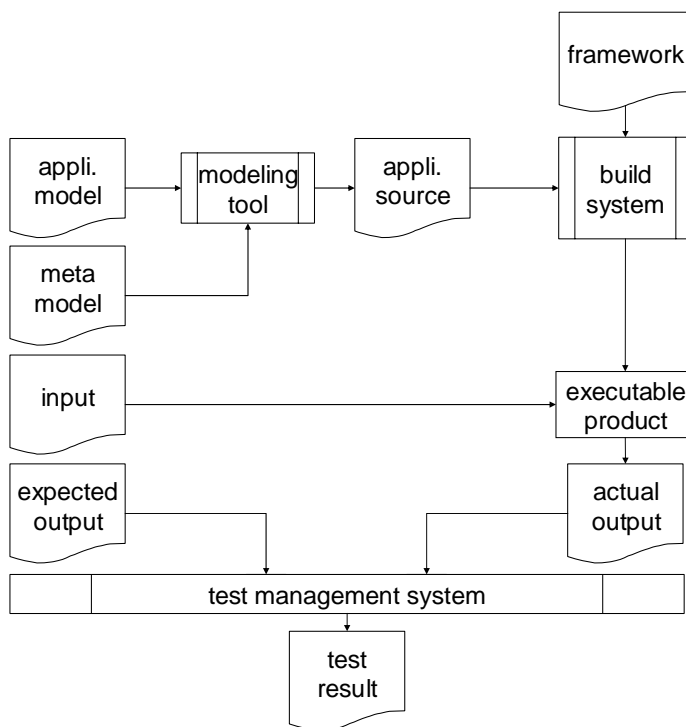 framework
appli.
model
modeling
tool
appli.
source
build
system
meta
model
input
executable
product
expected
output
actual
output
test management system
test
result